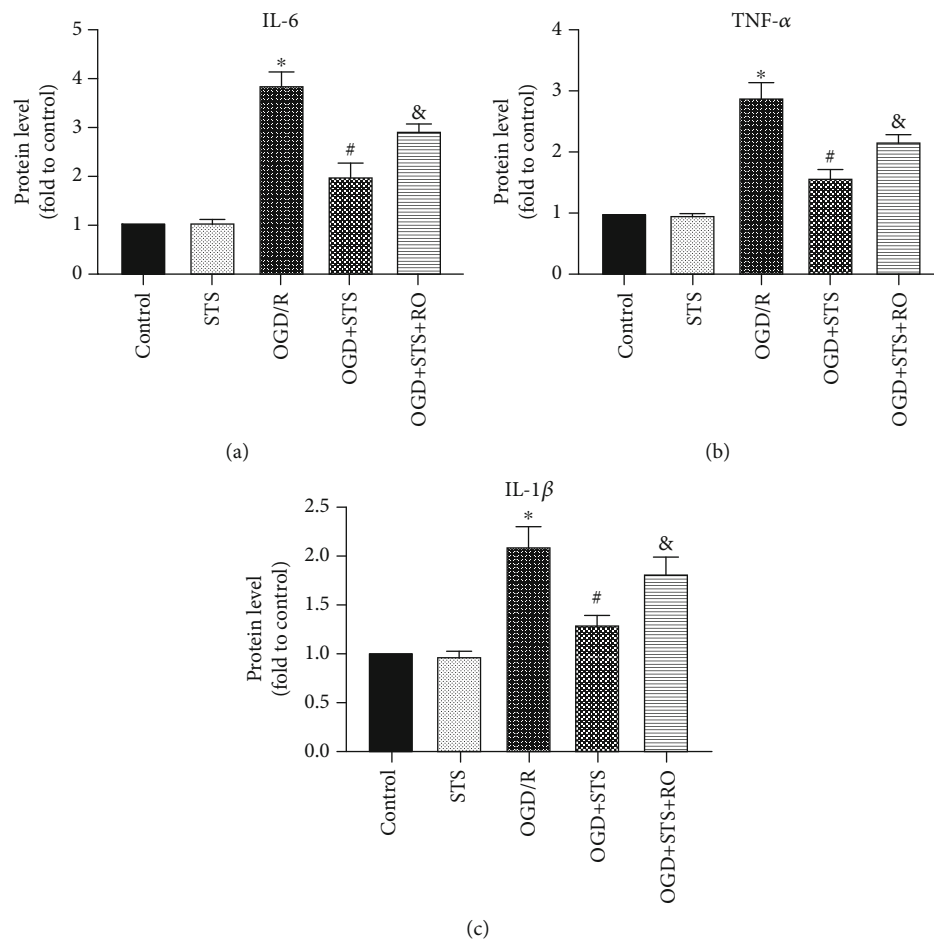 IL-6
Protein level
(fold to control)
5
4
3
2
1
0
*
#
&
Control
STS
OGD/R
OGD+STS
OGD+STS+RO
(a)
TNF-α
Protein level
(fold to control)
4
3
2
1
0
*
#
&
Control
STS
OGD/R
OGD+STS
OGD+STS+RO
(b)
IL-1β
Protein level
(fold to control)
2.5
2.0
1.5
1.0
0.5
0.0
*
#
&
Control
STS
OGD/R
OGD+STS
OGD+STS+RO
(c)